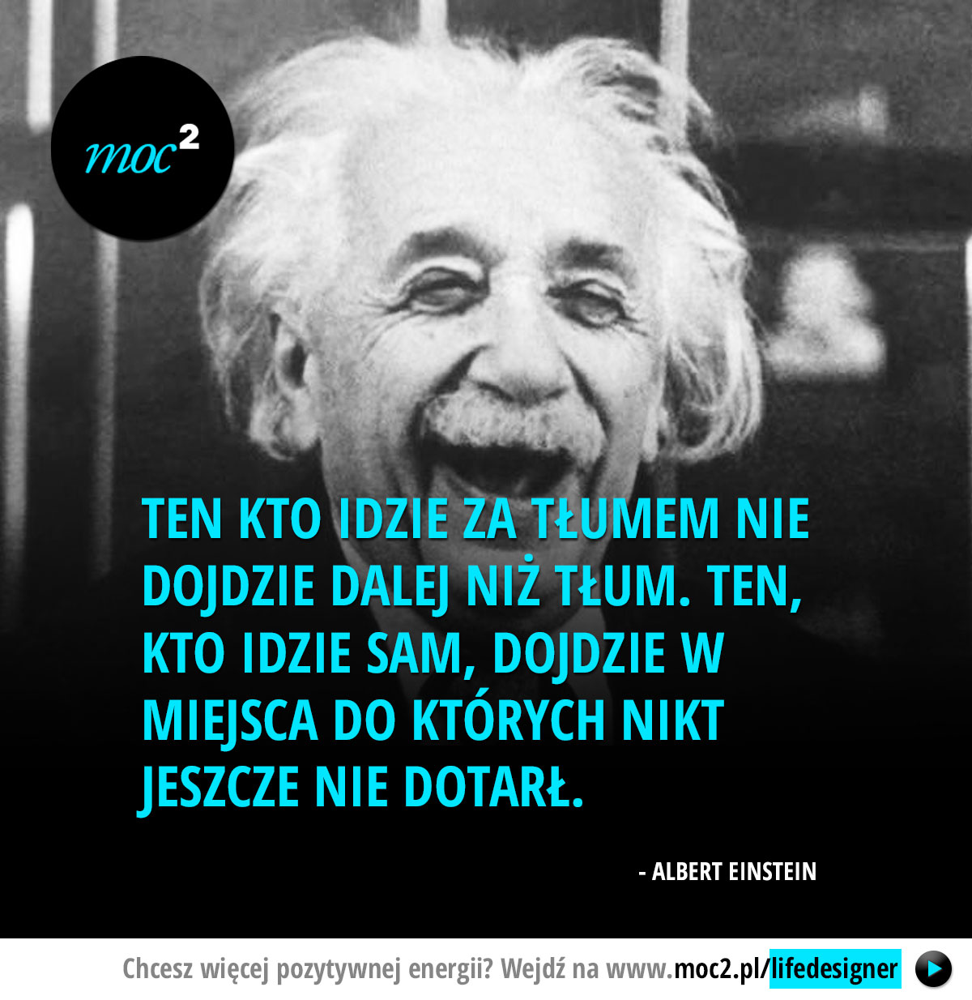 moc²
TEN KTO IDZIE ZA TŁUMEM NIE
DOJDZIE DALEJ NIŻ TŁUM. TEN,
KTO IDZIE SAM, DOJDZIE W
MIEJSCA DO KTÓRYCH NIKT
JESZCZE NIE DOTARŁ.
- ALBERT EINSTEIN
Chcesz więcej pozytywnej energii? Wejdź na www.moc2.pl/lifedesigner